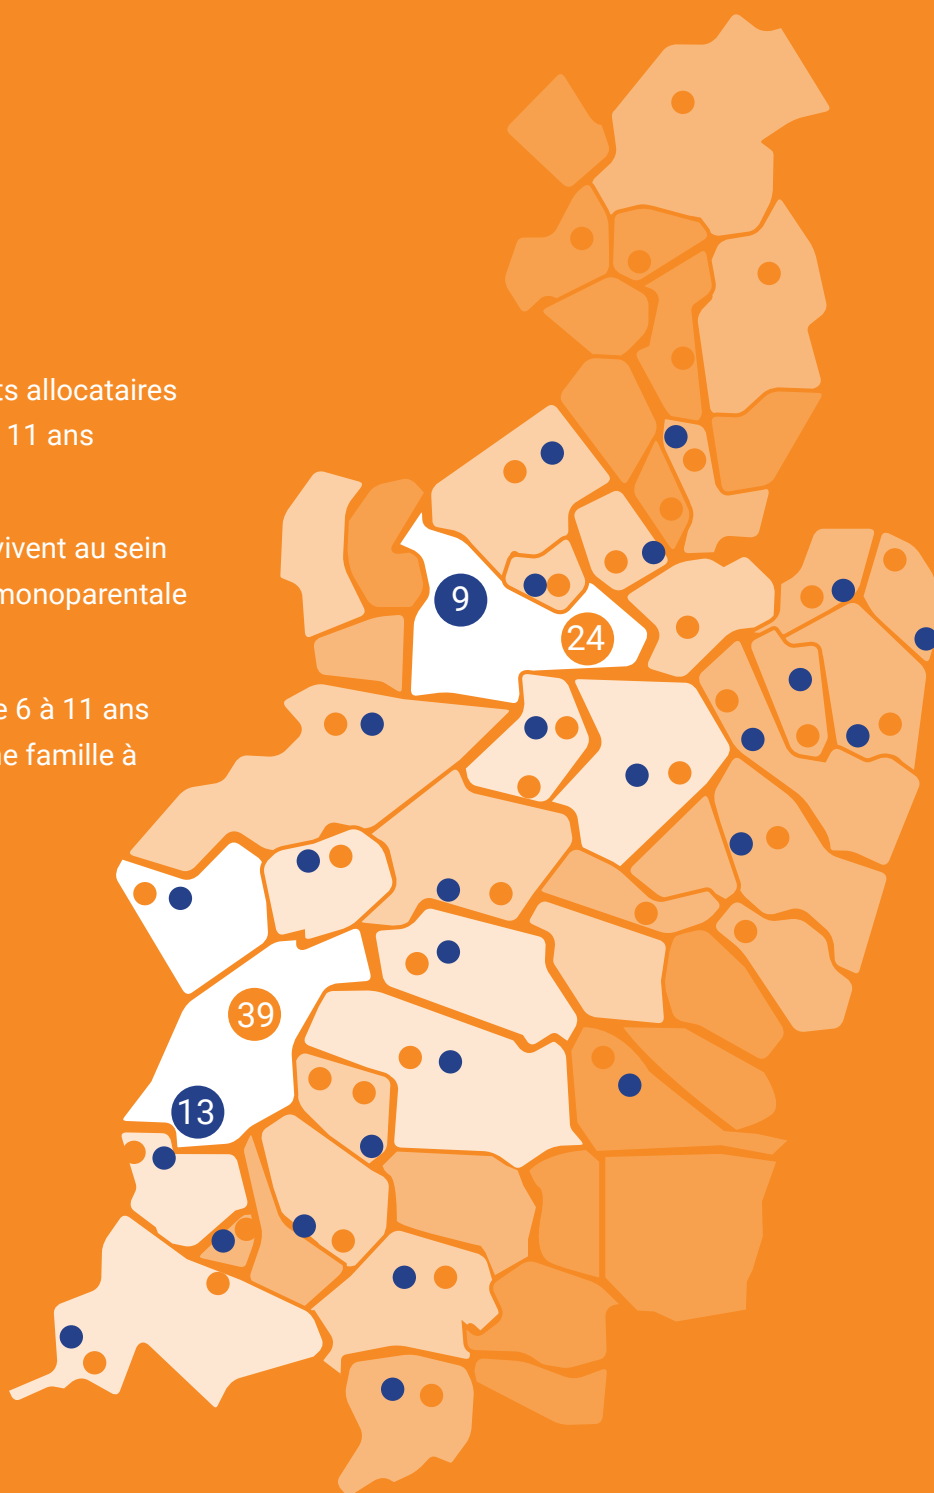 ts allocataires
11 ans
vivent au sein
monoparentale
e 6 à 11 ans
ne famille à
9
24
39
13